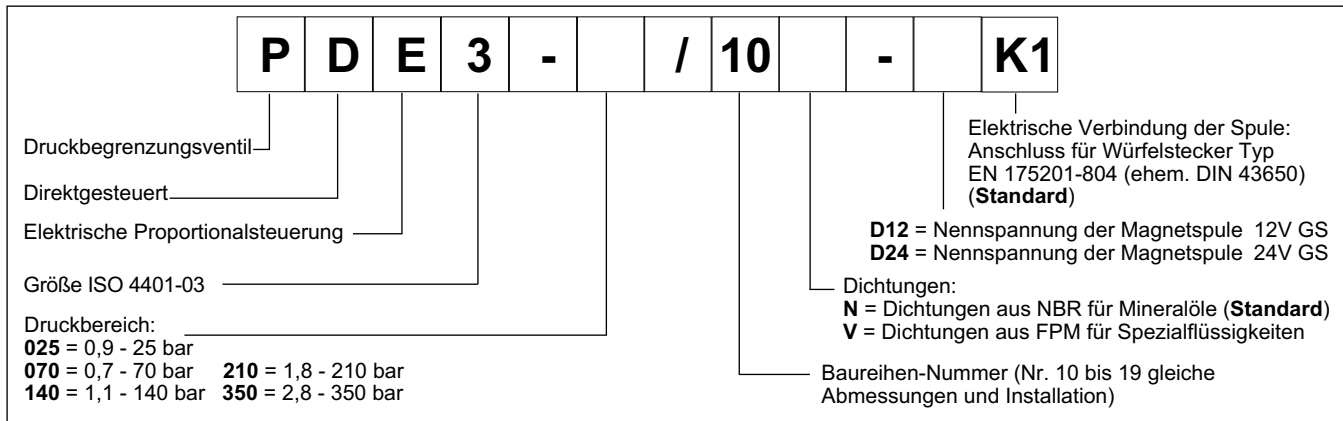 P D E 3 - / 10 - K1
Druckbegrenzungsventil
Direktgesteuert
Elektrische Proportionalsteuerung
Größe ISO 4401-03
Druckbereich:
025 = 0,9 - 25 bar
070 = 0,7 - 70 bar 210 = 1,8 - 210 bar
140 = 1,1 - 140 bar 350 = 2,8 - 350 bar
Elektrische Verbindung der Spule:
Anschluss für Würfelstecker Typ
EN 175201-804 (ehem. DIN 43650)
(Standard)
D12 = Nennspannung der Magnetspule 12V GS
D24 = Nennspannung der Magnetspule 24V GS
Dichtungen:
N = Dichtungen aus NBR für Mineralöle (Standard)
V = Dichtungen aus FPM für Spezialflüssigkeiten
Baureihen-Nummer (Nr. 10 bis 19 gleiche
Abmessungen und Installation)